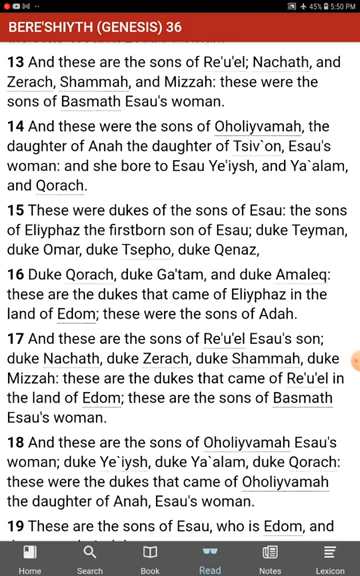 45% 5:50 PM
BERE'SHIYTH (GENESIS) 36
13 And these are the sons of Re'u'el; Nachath, and
Zerach, Shammah, and Mizzah: these were the
sons of Basmath Esau's woman.
14 And these were the sons of Oholiyvamah, the
daughter of Anah the daughter of Tsiv`on, Esau's
woman: and she bore to Esau Ye'iysh, and Ya`alam,
and Qorach.
15 These were dukes of the sons of Esau: the sons
of Eliyphaz the firstborn son of Esau; duke Teyman,
duke Omar, duke Tsepho, duke Qenaz,
16 Duke Qorach, duke Ga'tam, and duke Amaleq:
these are the dukes that came of Eliyphaz in the
land of Edom; these were the sons of Adah.
17 And these are the sons of Re'u'el Esau's son;
duke Nachath, duke Zerach, duke Shammah, duke
Mizzah: these are the dukes that came of Re'u'el in
the land of Edom; these are the sons of Basmath
Esau's woman.
18 And these are the sons of Oholiyvamah Esau's
woman; duke Ye`iysh, duke Ya`alam, duke Qorach:
these were the dukes that came of Oholiyvamah
the daughter of Anah, Esau's woman.
19 These are the sons of Esau, who is Edom, and
Home Search Book Read Notes Lexicon